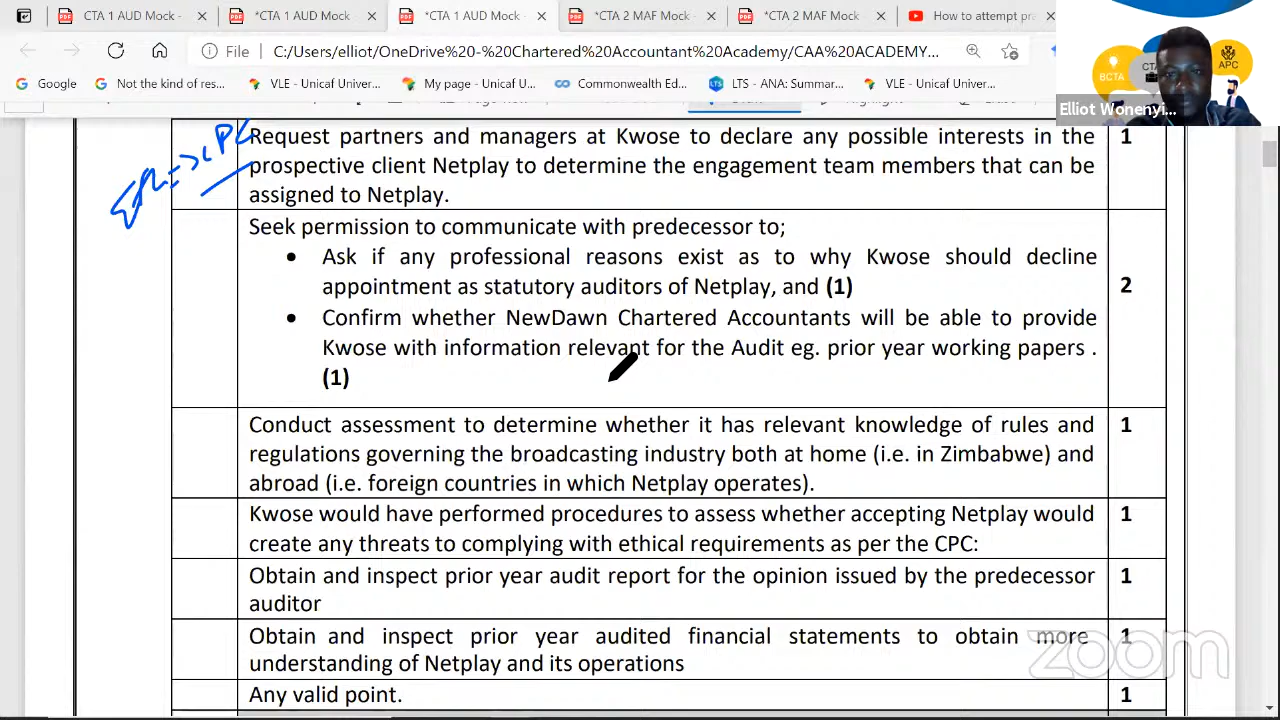 CTA 1 AUD Mock -
*CTA 1 AUD Mock -
*CTA 1 AUD Mock -
*CTA 2 MAF Mock -
CTA 2 MAF Mock -
How to attempt pra
File
C:/Users/elliot/OneDrive%20-%20Chartered%20Accountant%20Academy/CAA%20ACADEMY...
Google
Not the kind of res...
VLE - Unicaf Univer...
My page - Unicaf U...
Commonwealth Ed...
LTS - ANA: Summar...
VLE - Unicaf Univer...
BCTA
CTA
APC
Elliot Wonenyi...
Request partners and managers at Kwose to declare any possible interests in the 1
prospective client Netplay to determine the engagement team members that can be
assigned to Netplay.
Seek permission to communicate with predecessor to;
• Ask if any professional reasons exist as to why Kwose should decline
appointment as statutory auditors of Netplay, and (1) 2
• Confirm whether NewDawn Chartered Accountants will be able to provide
Kwose with information relevant for the Audit eg. prior year working papers .
(1)
Conduct assessment to determine whether it has relevant knowledge of rules and 1
regulations governing the broadcasting industry both at home (i.e. in Zimbabwe) and
abroad (i.e. foreign countries in which Netplay operates).
Kwose would have performed procedures to assess whether accepting Netplay would 1
create any threats to complying with ethical requirements as per the CPC:
Obtain and inspect prior year audit report for the opinion issued by the predecessor 1
auditor
Obtain and inspect prior year audited financial statements to obtain more 1
understanding of Netplay and its operations
zoom
Any valid point. 1